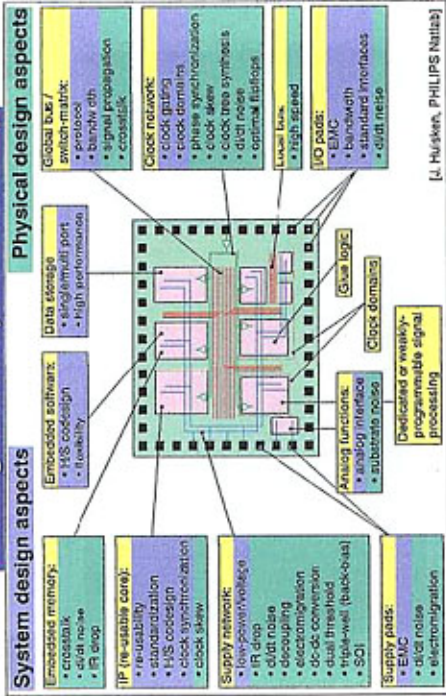 System design aspects
Physical design aspects
Embedded memory:
• crosstalk
• di/dt noise
• IR drop
Embedded software:
• H/S codesign
• flexibility
Data storage
• single/multi port
• High performance
Global bus /
switch-matrix:
• protocol
• bandwidth
• signal propagation
• crosstalk
IP (re-usable core):
• re-usability
• standardization
• H/S codesign
• clock synchronization
• clock skew
Clock network:
• clock gating
• clock domains
• phase synchronization
• clock skew
• clock tree synthesis
• di/dt noise
• optimal flipflops
Supply network:
• low-power/voltage
• IR drop
• di/dt noise
• decoupling
• electromigration
• dc-dc conversion
• dual threshold
• triple-well (back-bias)
• SOI
Local bus:
• high speed
Glue logic
Clock domains
I/O pads:
• EMC
• bandwidth
• standard interfaces
• di/dt noise
Supply pads:
• EMC
• di/dt noise
• electromigration
Analog functions:
• analog interface
• substrate noise
Dedicated or weakly-
programmable signal
processing
[J. Huisken, PHILIPS Natlab]